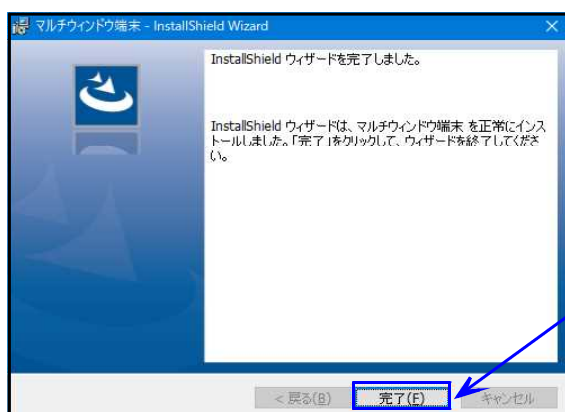 マルチウィンドウ端末 - InstallShield Wizard
InstallShield ウィザードを完了しました。
InstallShield ウィザードは、マルチウィンドウ端末 を正常にインス
トールしました。「完了」をクリックして、ウィザードを終了してくださ
い。
< 戻る(B)
完了(F)
キャンセル